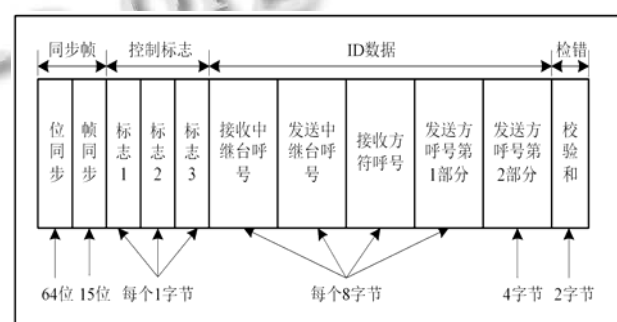 同步帧 控制标志 ID数据 检错
位同步
帧同步
标志1
标志2
标志3
接收中继台呼号
发送中继台呼号
接收方符呼号
发送方呼号第1部分
发送方呼号第2部分
校验和
64位 15位 每个1字节 每个8字节 4字节 2字节